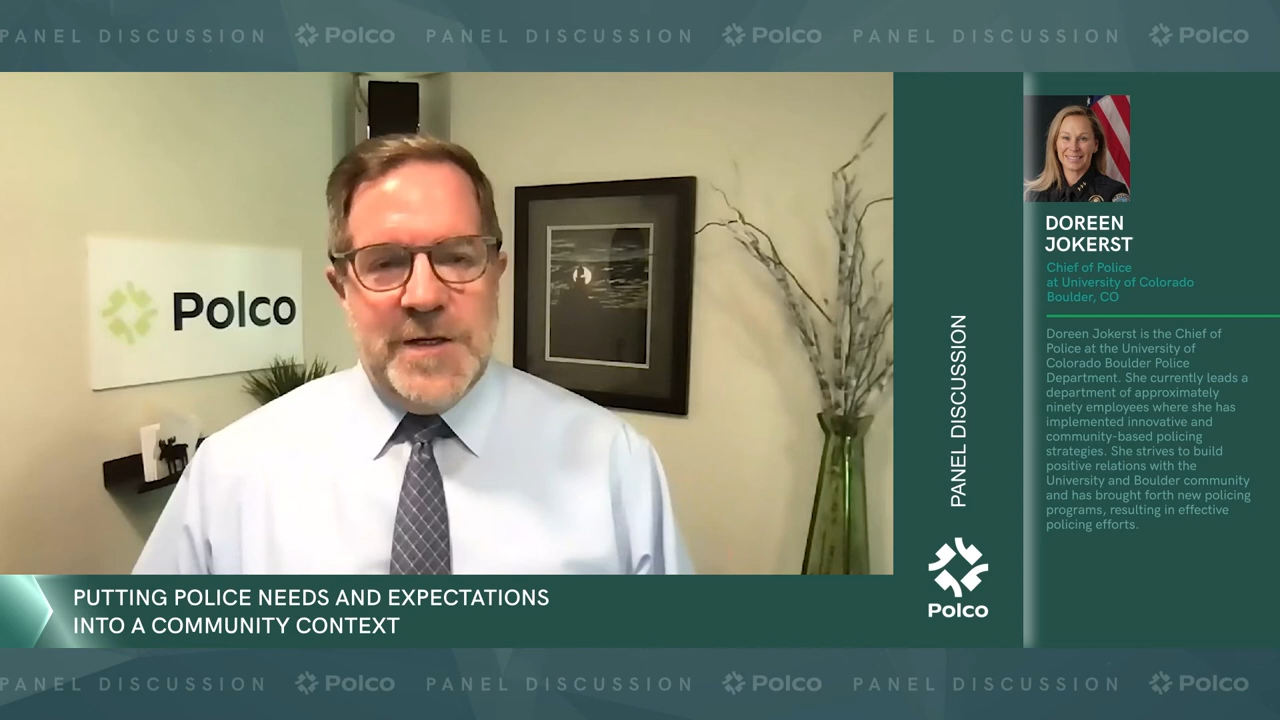 PANEL DISCUSSION Polco PANEL DISCUSSION Polco PANEL DISCUSSION Polco
Polco
PUTTING POLICE NEEDS AND EXPECTATIONS
INTO A COMMUNITY CONTEXT
PANEL DISCUSSION
Polco
DOREEN
JOKERST
Chief of Police
at University of Colorado
Boulder, CO
Doreen Jokerst is the Chief of
Police at the University of
Colorado Boulder Police
Department. She currently leads a
department of approximately
ninety employees where she has
implemented innovative and
community-based policing
strategies. She strives to build
positive relations with the
University and Boulder community
and has brought forth new policing
programs, resulting in effective
policing efforts.
PANEL DISCUSSION Polco PANEL DISCUSSION Polco PANEL DISCUSSION Polco